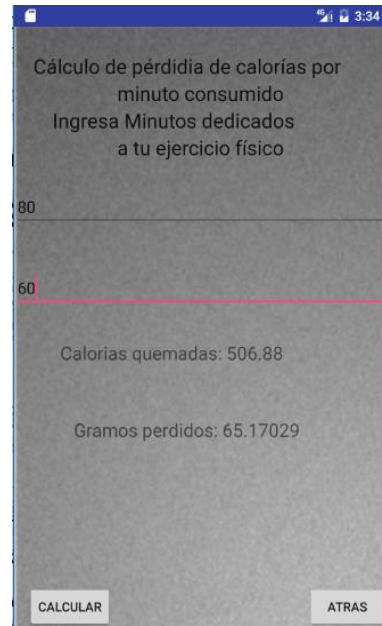 4G 3:34
Cálculo de pérdidia de calorías por
minuto consumido
Ingresa Minutos dedicados
a tu ejercicio físico
80
60
Calorias quemadas: 506.88
Gramos perdidos: 65.17029
CALCULAR ATRAS